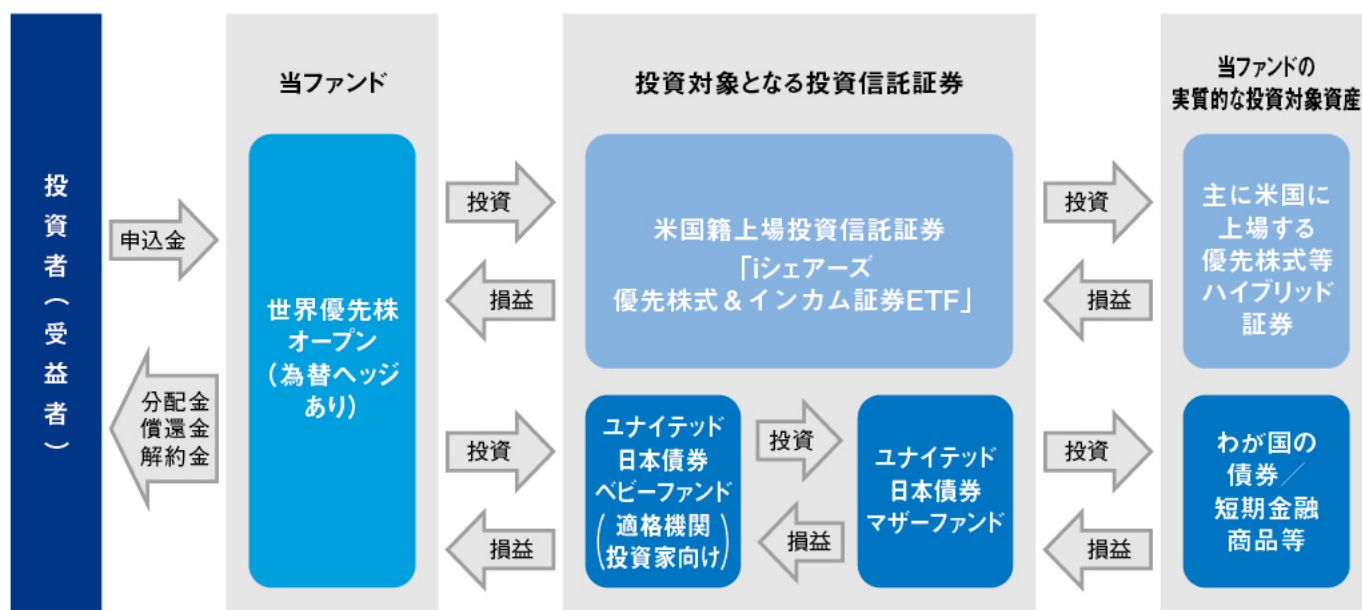 投資者(受益者)
申込金
分配金
償還金
解約金
当ファンド
世界優先株
オープン
(為替ヘッジ
あり)
投資
損益
投資
損益
投資対象となる投資信託証券
米国籍上場投資信託証券
「iシェアーズ
優先株式&インカム証券ETF」
ユナイテッド
日本債券
ベビーファンド
(適格機関
投資家向け)
投資
損益
ユナイテッド
日本債券
マザーファンド
投資
損益
投資
損益
当ファンドの
実質的な投資対象資産
主に米国に
上場する
優先株式等
ハイブリッド
証券
わが国の
債券/
短期金融
商品等